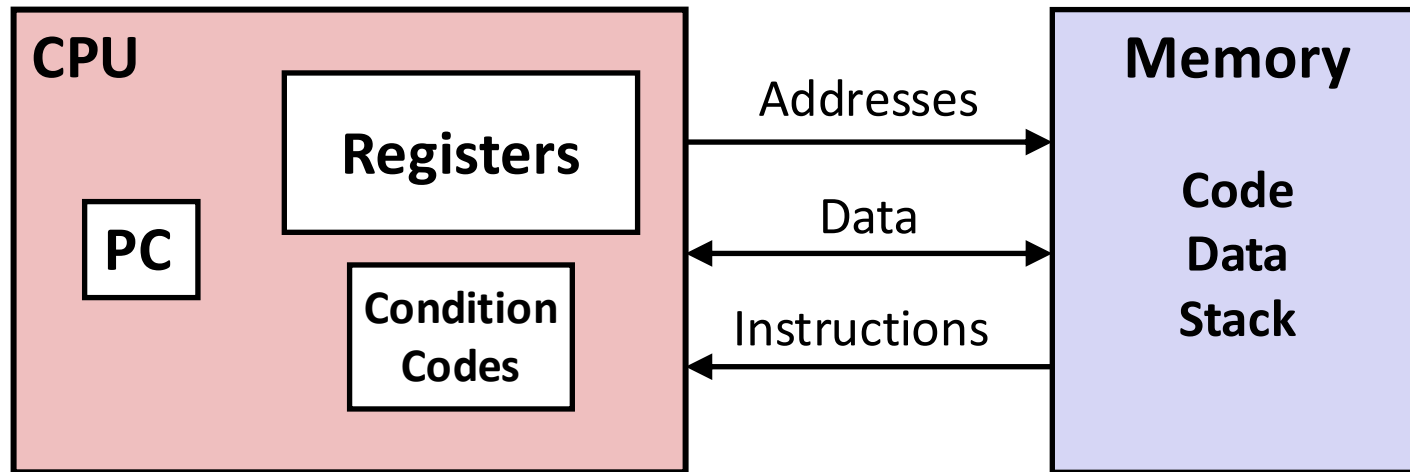 CPU
Registers
PC
Condition
Codes
Addresses
Data
Instructions
Memory
Code
Data
Stack